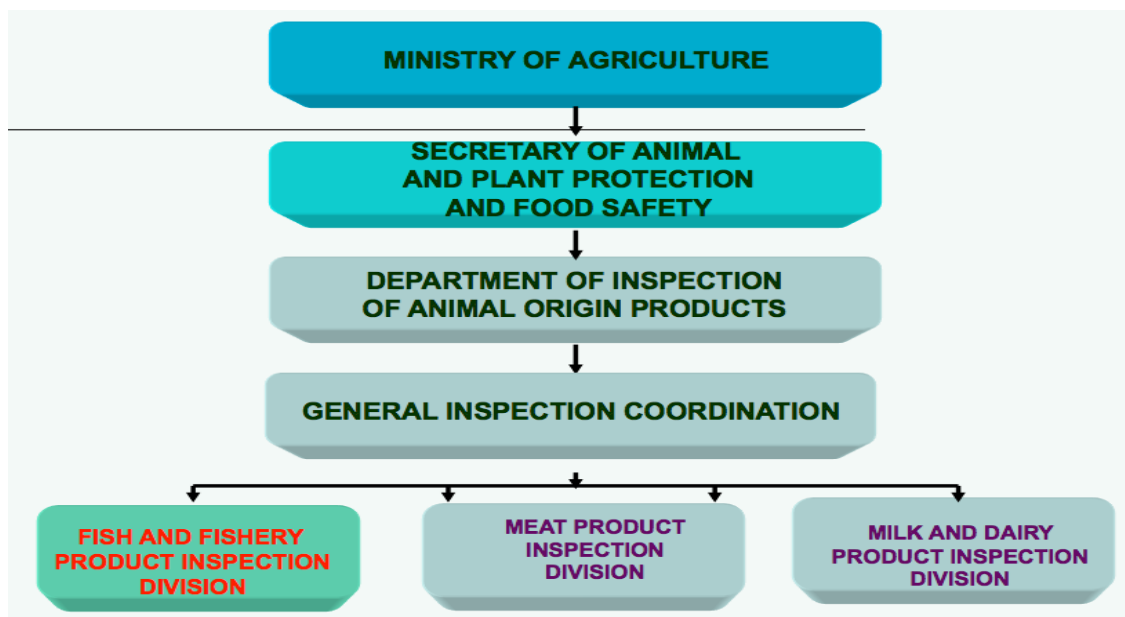 MINISTRY OF AGRICULTURE
SECRETARY OF ANIMAL
AND PLANT PROTECTION
AND FOOD SAFETY
DEPARTMENT OF INSPECTION
OF ANIMAL ORIGIN PRODUCTS
GENERAL INSPECTION COORDINATION
FISH AND FISHERY
PRODUCT INSPECTION
DIVISION
MEAT PRODUCT
INSPECTION
DIVISION
MILK AND DAIRY
PRODUCT INSPECTION
DIVISION